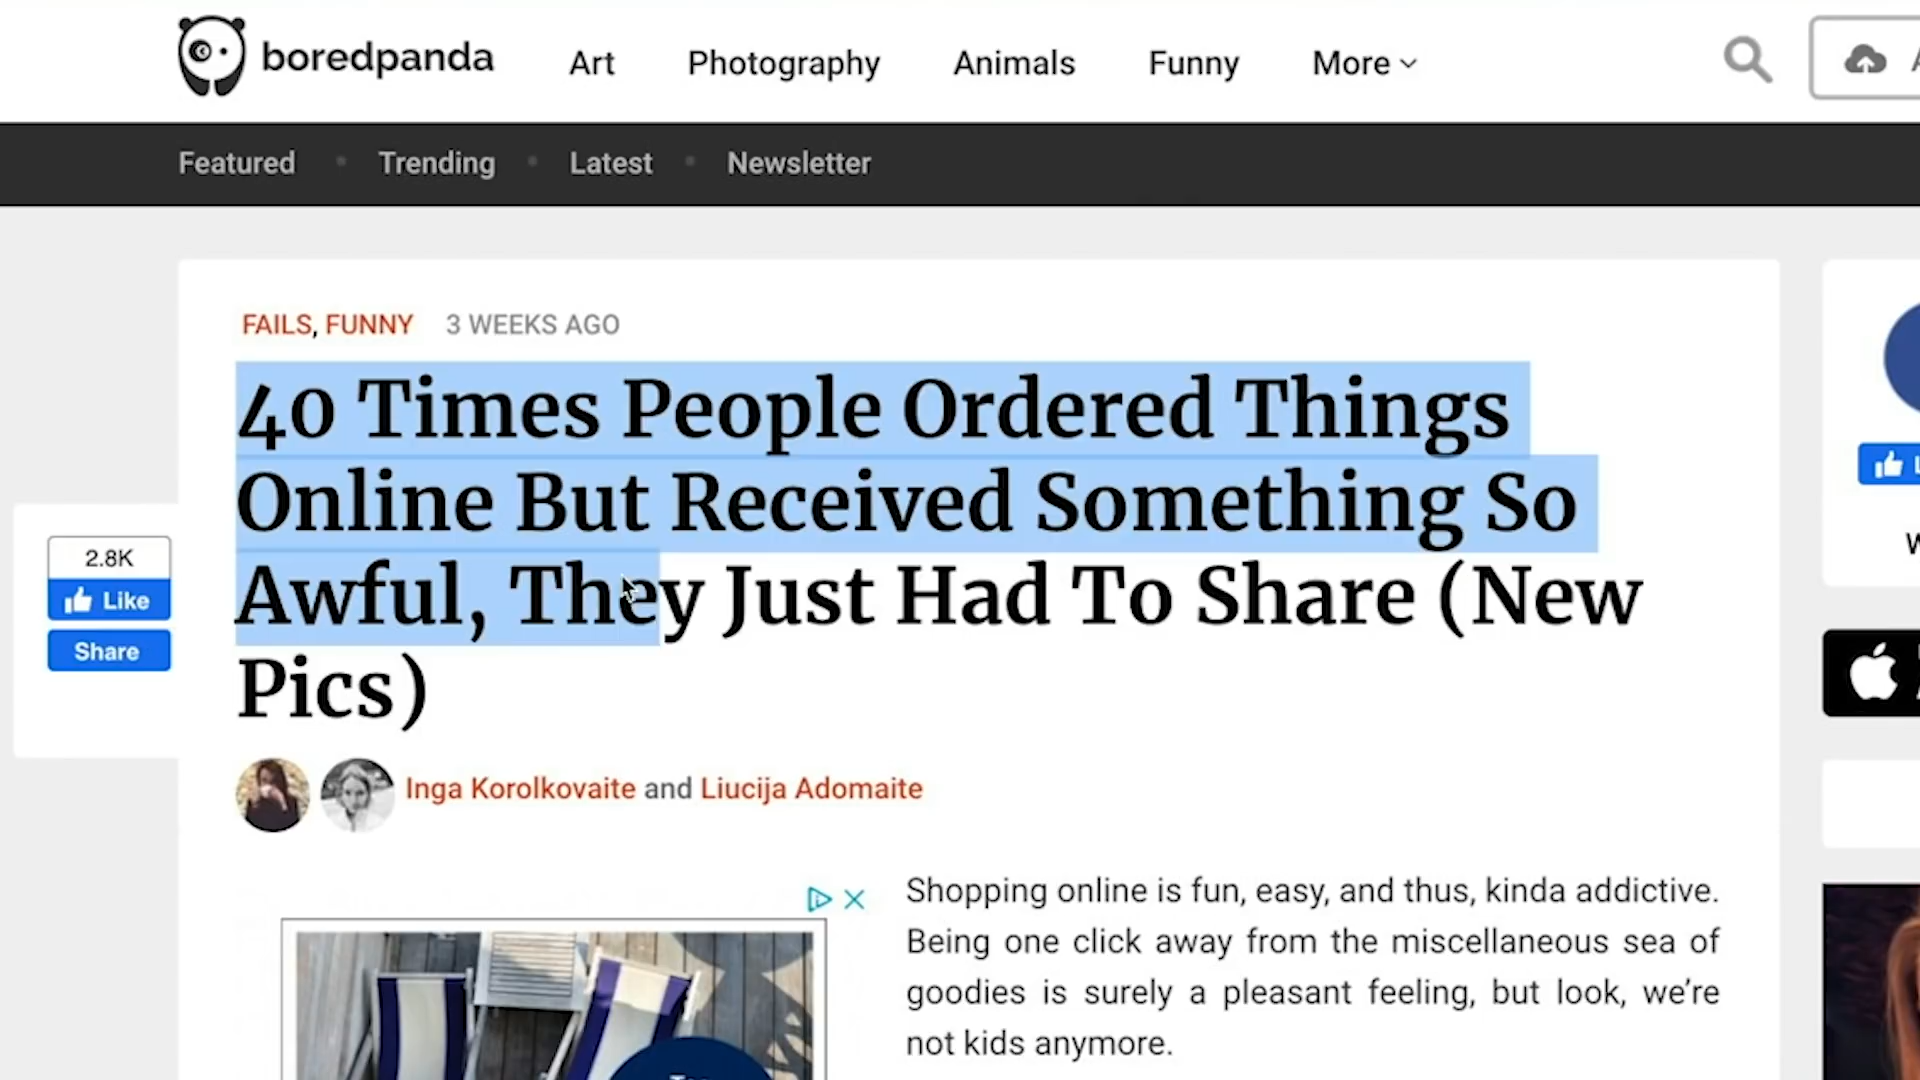 boredpanda
Art
Photography
Animals
Funny
More
Featured
Trending
Latest
Newsletter
FAILS, FUNNY 3 WEEKS AGO
40 Times People Ordered Things
Online But Received Something So
Awful, They Just Had To Share (New
Pics)
2.8K
Like
Share
Inga Korolkovaite and Liucija Adomaite
Shopping online is fun, easy, and thus, kinda addictive.
Being one click away from the miscellaneous sea of
goodies is surely a pleasant feeling, but look, we’re
not kids anymore.